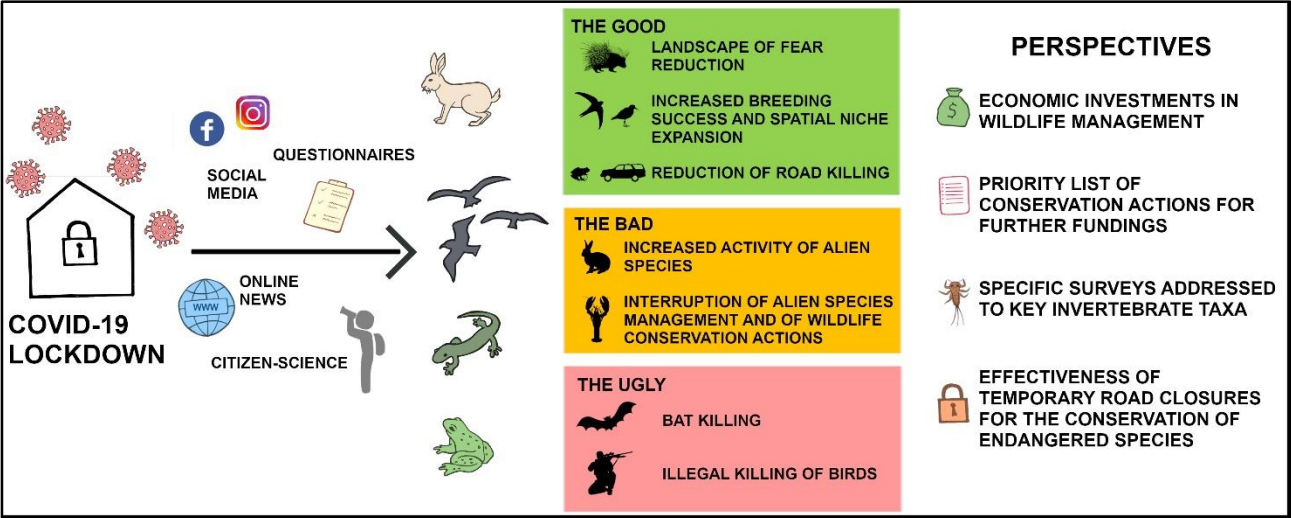 COVID-19
LOCKDOWN
SOCIAL
MEDIA
QUESTIONNAIRES
ONLINE
NEWS
WWW
CITIZEN-SCIENCE
THE GOOD
LANDSCAPE OF FEAR
REDUCTION
INCREASED BREEDING
SUCCESS AND SPATIAL NICHE
EXPANSION
REDUCTION OF ROAD KILLING
THE BAD
INCREASED ACTIVITY OF ALIEN
SPECIES
INTERRUPTION OF ALIEN SPECIES
MANAGEMENT AND OF WILDLIFE
CONSERVATION ACTIONS
THE UGLY
BAT KILLING
ILLEGAL KILLING OF BIRDS
PERSPECTIVES
$
ECONOMIC INVESTMENTS IN
WILDLIFE MANAGEMENT
PRIORITY LIST OF
CONSERVATION ACTIONS FOR
FURTHER FUNDINGS
SPECIFIC SURVEYS ADDRESSED
TO KEY INVERTEBRATE TAXA
EFFECTIVENESS OF
TEMPORARY ROAD CLOSURES
FOR THE CONSERVATION OF
ENDANGERED SPECIES